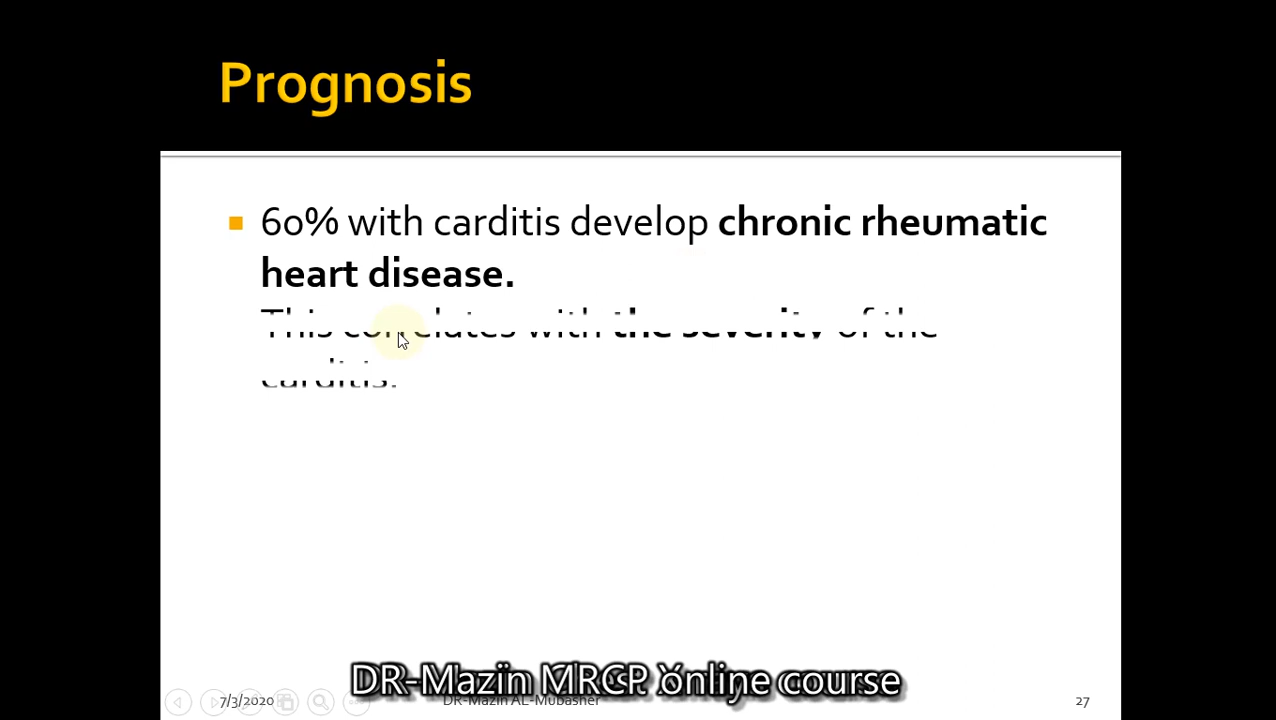 Prognosis
60% with carditis develop chronic rheumatic
heart disease.
This correlates with the severity of the
carditis.
DR-Mazin MRCP online course
7/3/2020
DR-Mazin AL-Mubasher
27